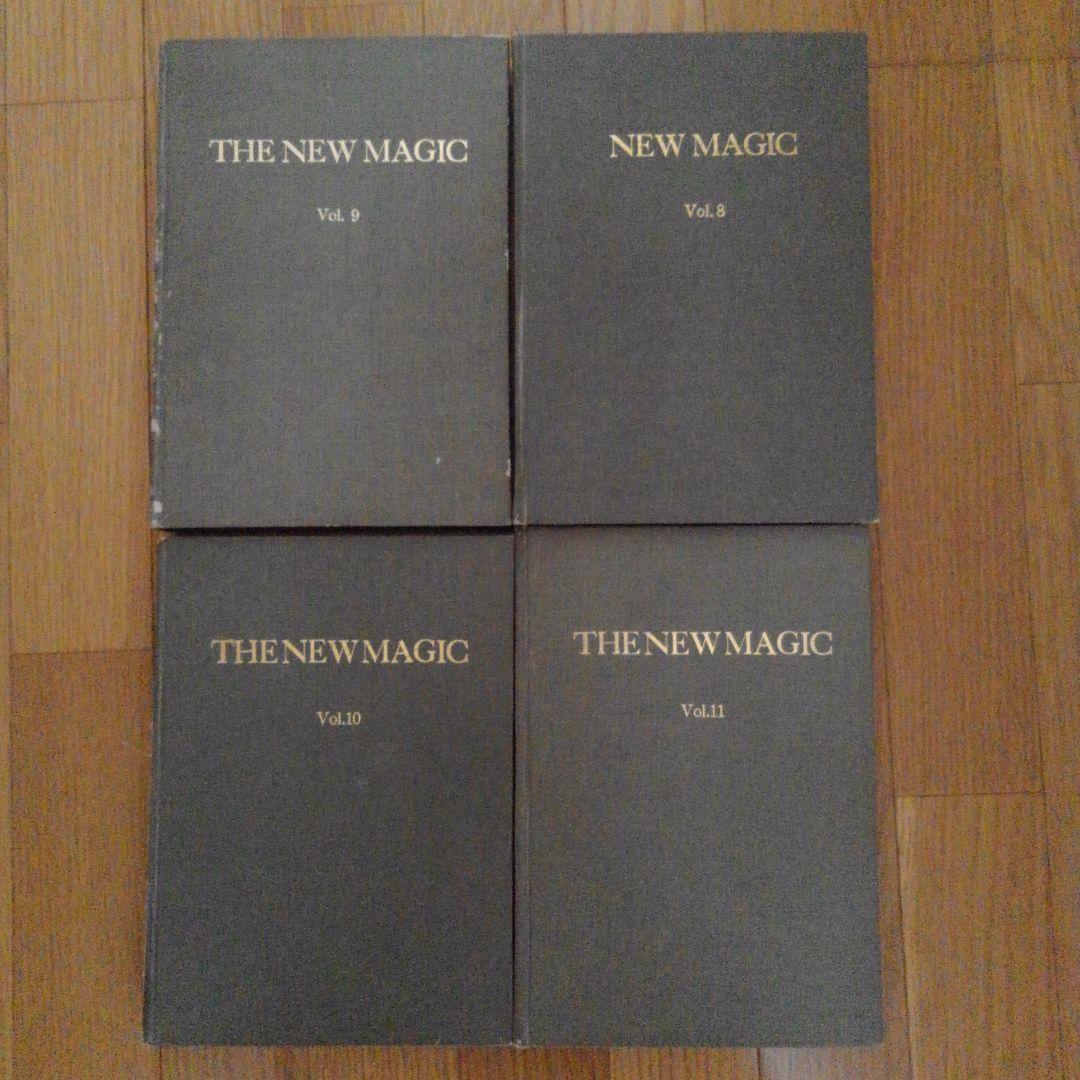 THE NEW MAGIC
Vol. 9
NEW MAGIC
Vol.8
THE NEW MAGIC
Vol.10
THE NEW MAGIC
Vol.11